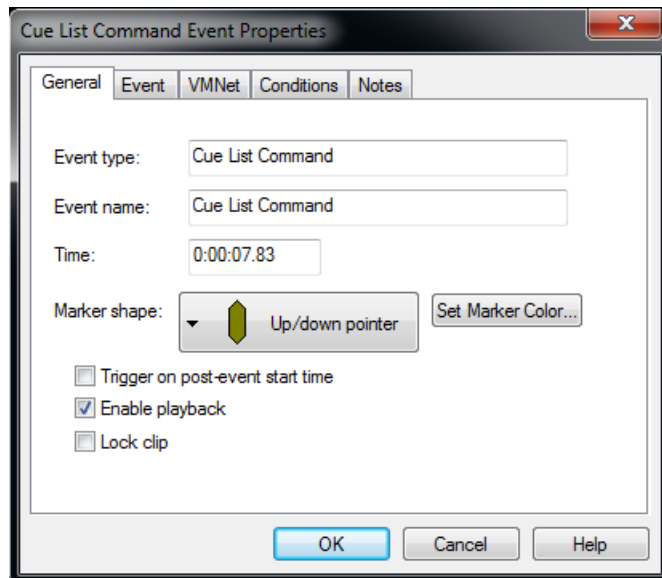 Cue List Command Event Properties
General Event VMNet Conditions Notes
Event type: Cue List Command
Event name: Cue List Command
Time: 0:00:07.83
Marker shape: Up/down pointer Set Marker Color...
Trigger on post-event start time
Enable playback
Lock clip
OK Cancel Help